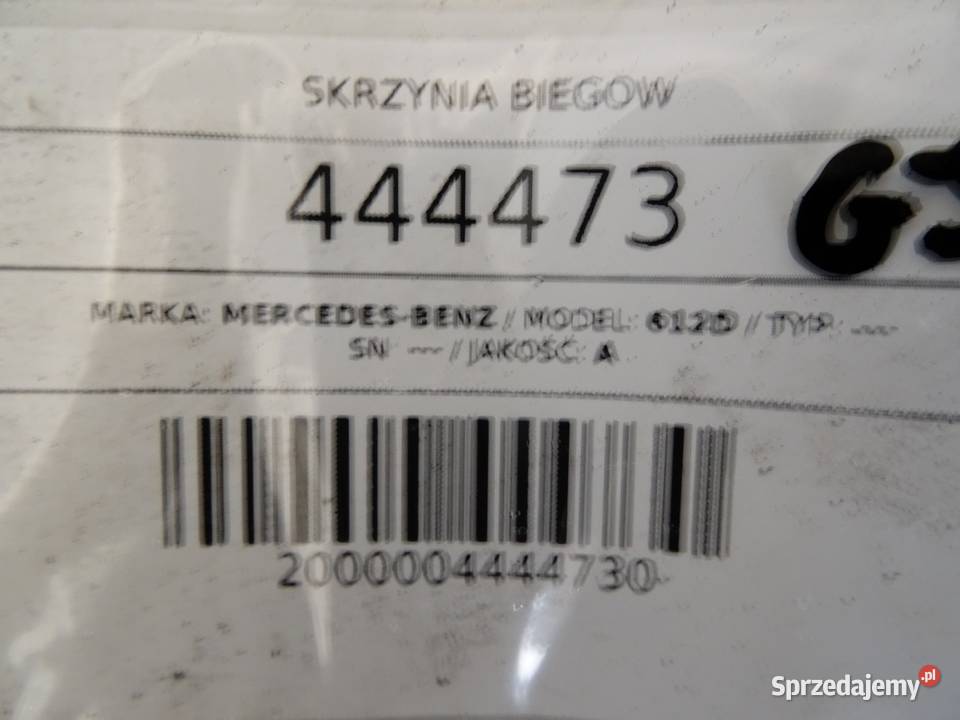 SKRZYNIA BIEGOW
444473
MARKA: MERCEDES-BENZ // MODEL: 612D // TYP: ---
SN: --- // JAKOŚĆ: A
2000004444730
Sprzedajemy.pl